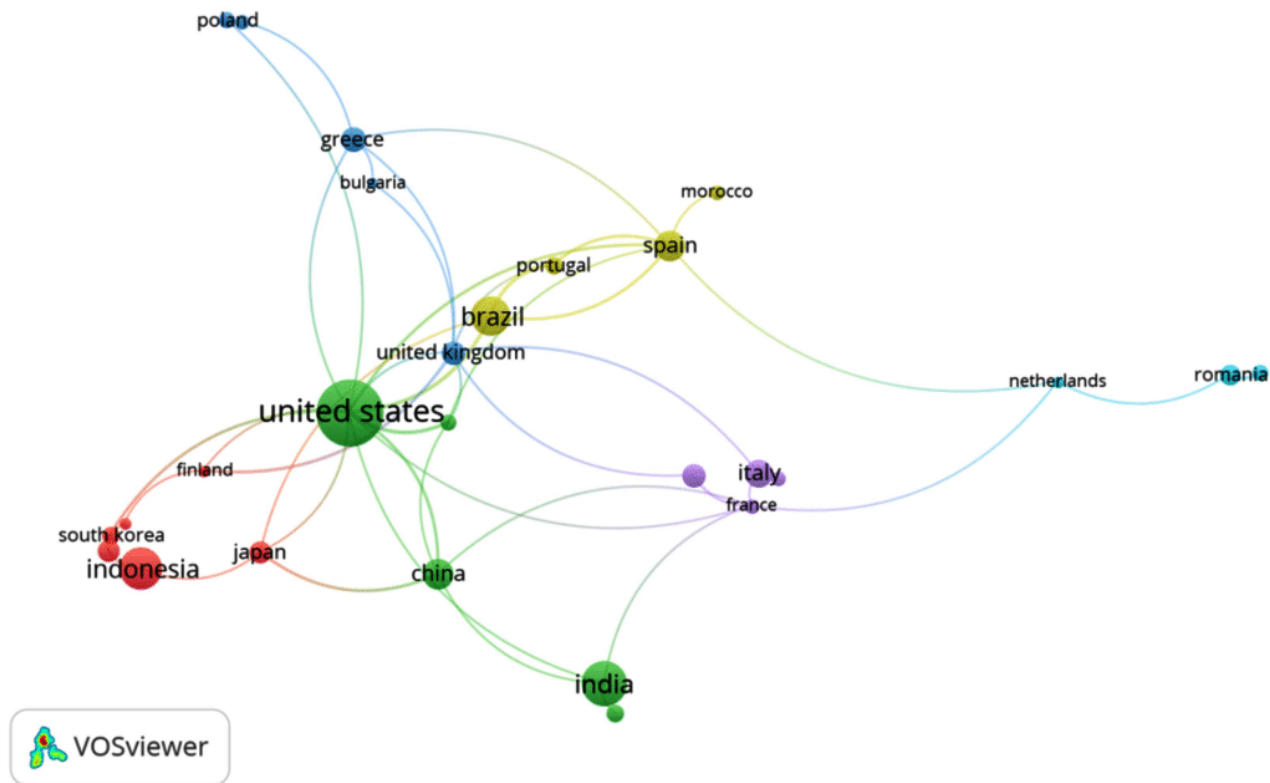 poland
greece
bulgaria
morocco
spain
portugal
brazil
united kingdom
netherlands
romania
united states
finland
italy
france
south korea
japan
indonesia
china
india
VOSviewer